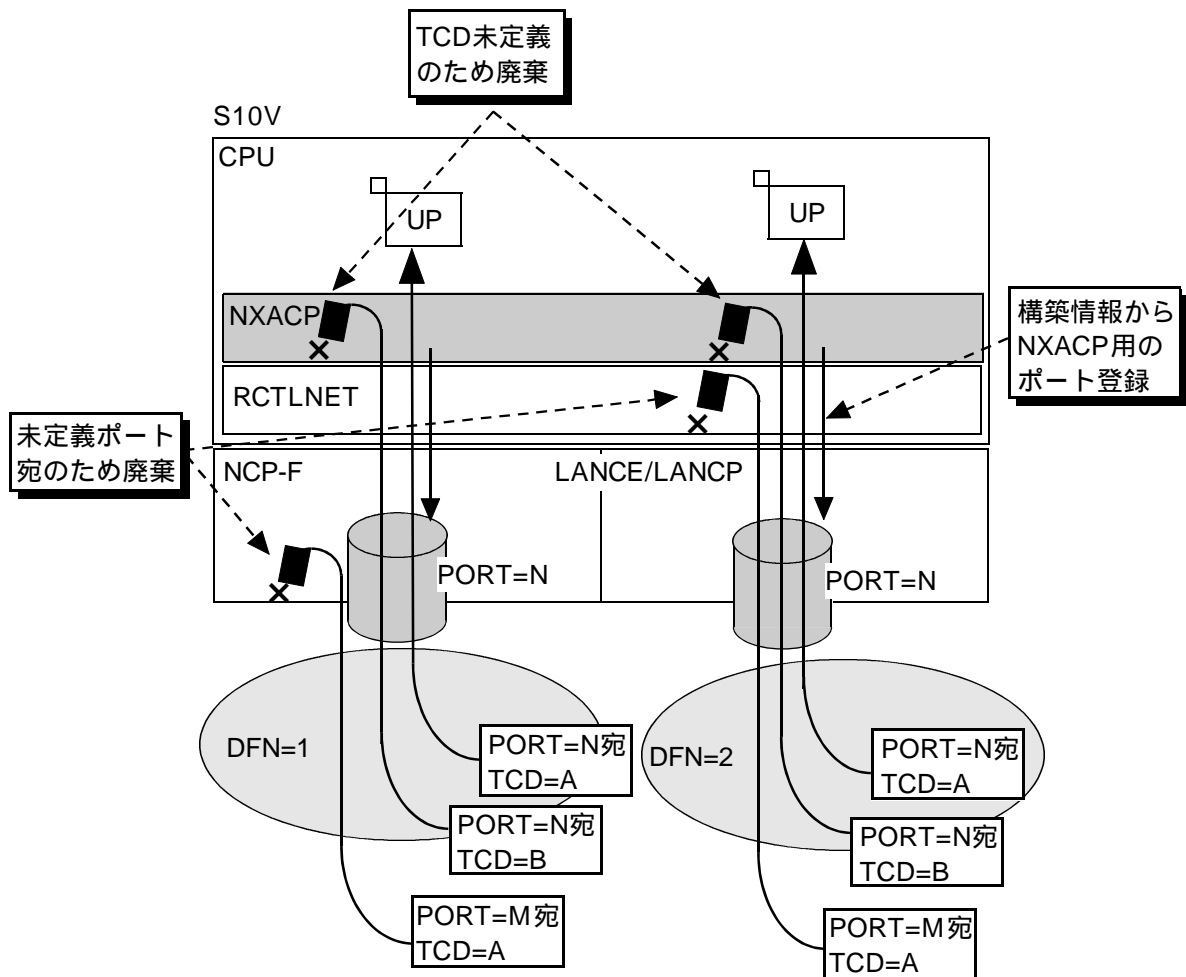 TCD未定義
のため廃棄
S10V
CPU
UP
UP
NXACP
構築情報から
NXACP用の
ポート登録
RCTLNET
未定義ポート
宛のため廃棄
NCP-F
LANCE/LANCP
PORT=N
PORT=N
DFN=1
PORT=N宛
TCD=A
DFN=2
PORT=N宛
TCD=A
PORT=N宛
TCD=B
PORT=N宛
TCD=B
PORT=M宛
TCD=A
PORT=M宛
TCD=A